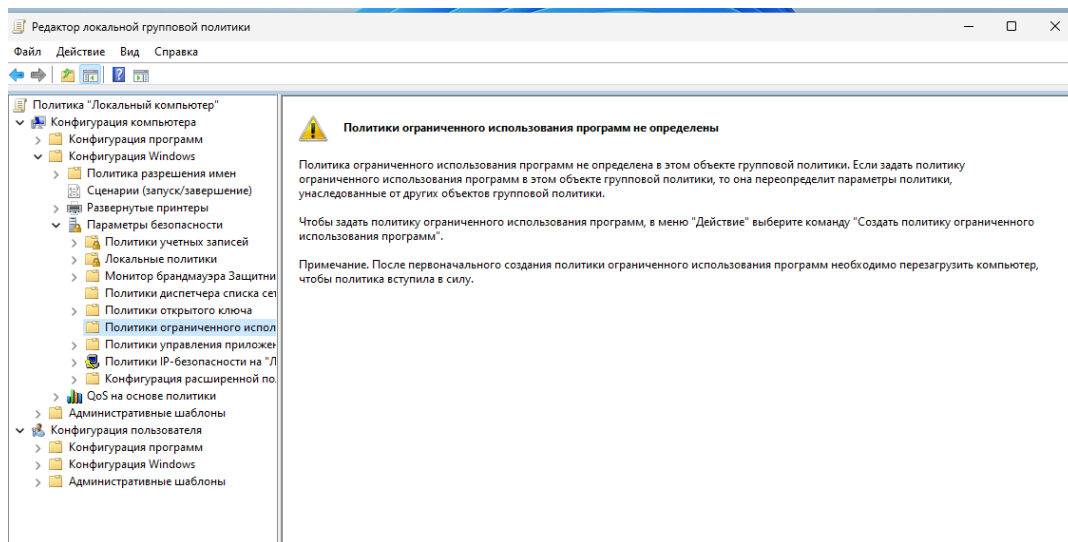 Редактор локальной групповой политики
Файл Действие Вид Справка
Политика "Локальный компьютер"
Конфигурация компьютера
Конфигурация программ
Конфигурация Windows
Политика разрешения имен
Сценарии (запуск/завершение)
Развернутые принтеры
Параметры безопасности
Политики учетных записей
Локальные политики
Монитор брандмауэра Защитни
Политики диспетчера списка сет
Политики открытого ключа
Политики ограниченного испол
Политики управления приложен
Политики IP-безопасности на "Л
Конфигурация расширенной по
QoS на основе политики
Административные шаблоны
Конфигурация пользователя
Конфигурация программ
Конфигурация Windows
Административные шаблоны
Политики ограниченного использования программ не определены
Политика ограниченного использования программ не определена в этом объекте групповой политики. Если задать политику
ограниченного использования программ в этом объекте групповой политики, то она переопределит параметры политики,
унаследованные от других объектов групповой политики.
Чтобы задать политику ограниченного использования программ, в меню "Действие" выберите команду "Создать политику ограниченного
использования программ".
Примечание. После первоначального создания политики ограниченного использования программ необходимо перезагрузить компьютер,
чтобы политика вступила в силу.